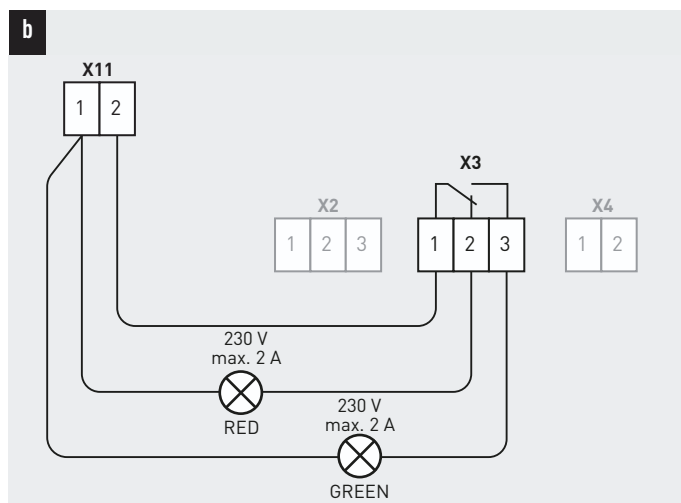 b
X11
1 2
X3
X2
X4
1 2 3
1 2 3
1 2
230 V
max. 2 A
RED
230 V
max. 2 A
GREEN